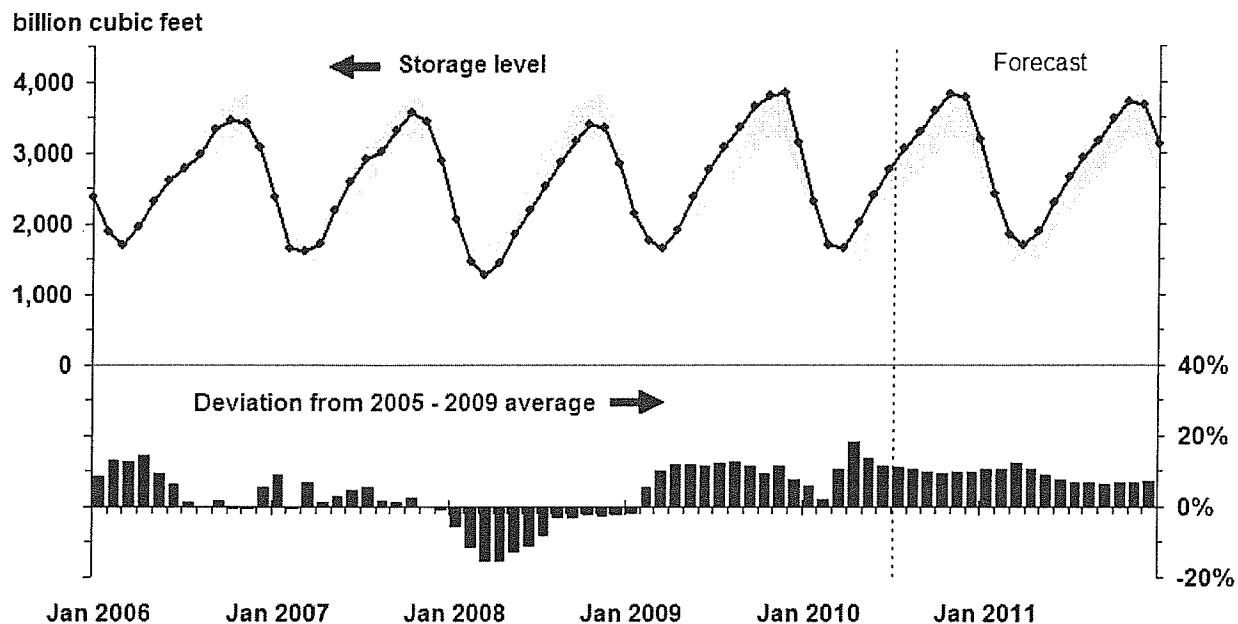 billion cubic feet
Storage level
Forecast
4,000
3,000
2,000
1,000
0
40%
Deviation from 2005 - 2009 average
20%
0%
-20%
Jan 2006 Jan 2007 Jan 2008 Jan 2009 Jan 2010 Jan 2011